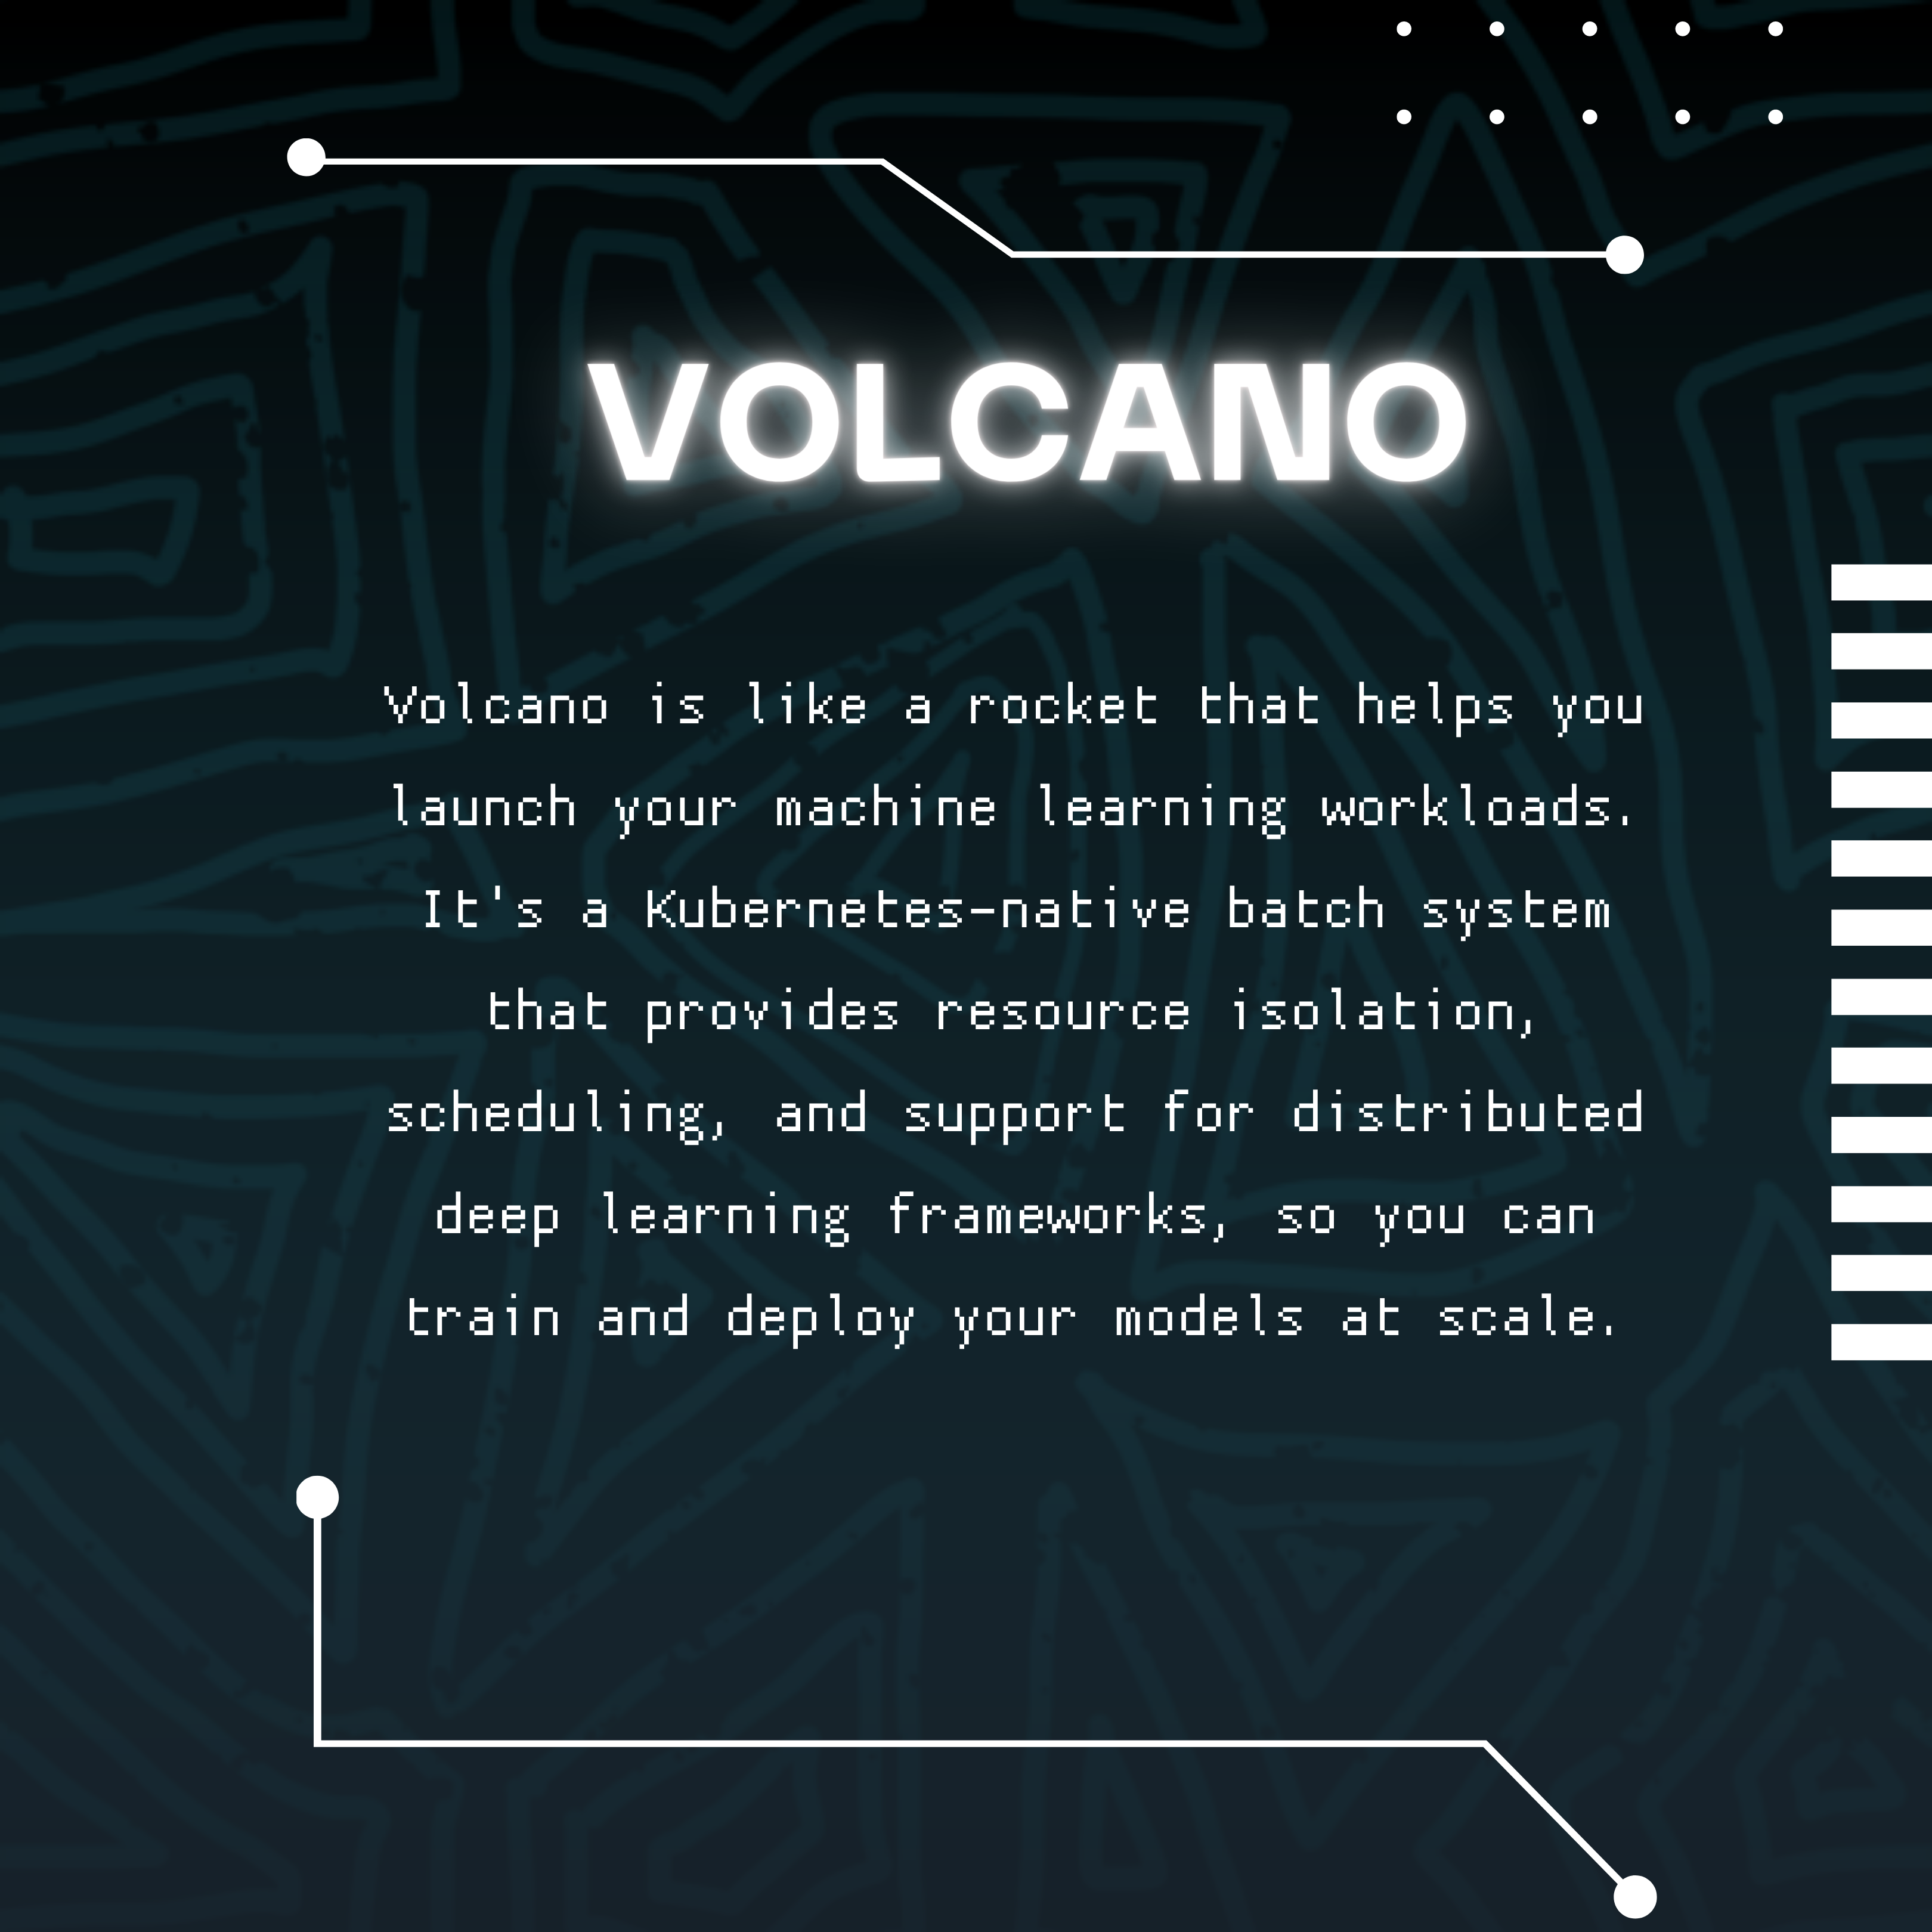 VOLCANO
Volcano is like a rocket that helps you
launch your machine learning workloads.
It's a Kubernetes-native batch system
that provides resource isolation,
scheduling, and support for distributed
deep learning frameworks, so you can
train and deploy your models at scale.